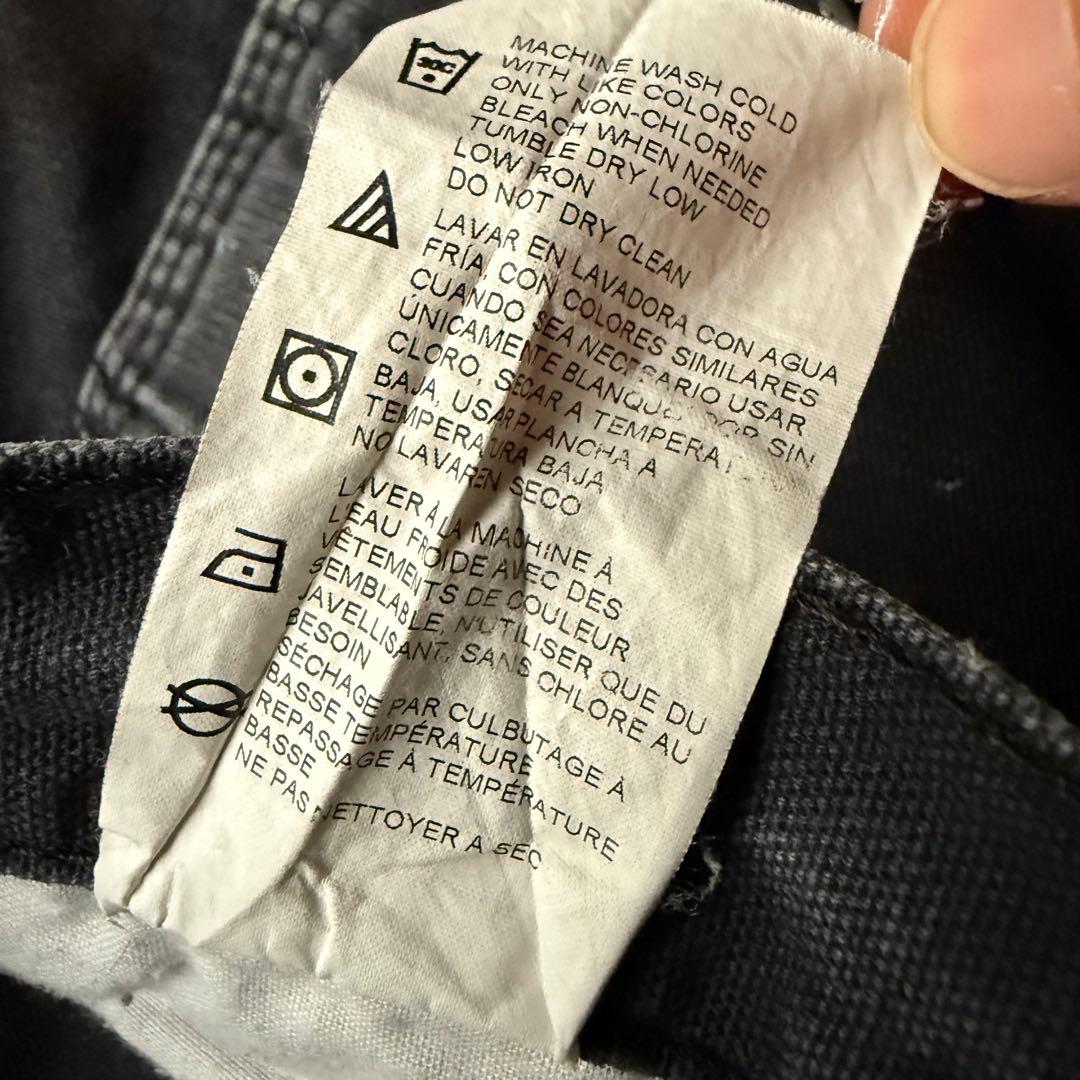 30C
MACHINE WASH COLD
WITH LIKE COLORS
ONLY NON-CHLORINE
BLEACH WHEN NEEDED
TUMBLE DRY LOW
LOW IRON
DO NOT DRY CLEAN
LAVAR EN LAVADORA CON AGUA
FRÍA, CON COLORES SIMILARES
CUANDO SEA NECESARIO USAR
ÚNICAMENTE BLANQUEADOR SIN
CLORO, SECAR A TEMPERATURA
BAJA, USAR PLANCHA A
TEMPERATURA BAJA
NO LAVAR EN SECO
LAVER À LA MACHINE À
L'EAU FROIDE AVEC DES
VÊTEMENTS DE COULEUR
SEMBLABLE, N'UTILISER QUE DU
JAVELLISANT, SANS CHLORE AU
BESOIN
SÉCHAGE PAR CULBUTAGE À
BASSE TEMPÉRATURE
REPASSAGE À TEMPÉRATURE
BASSE
NE PAS NETTOYER A SEC